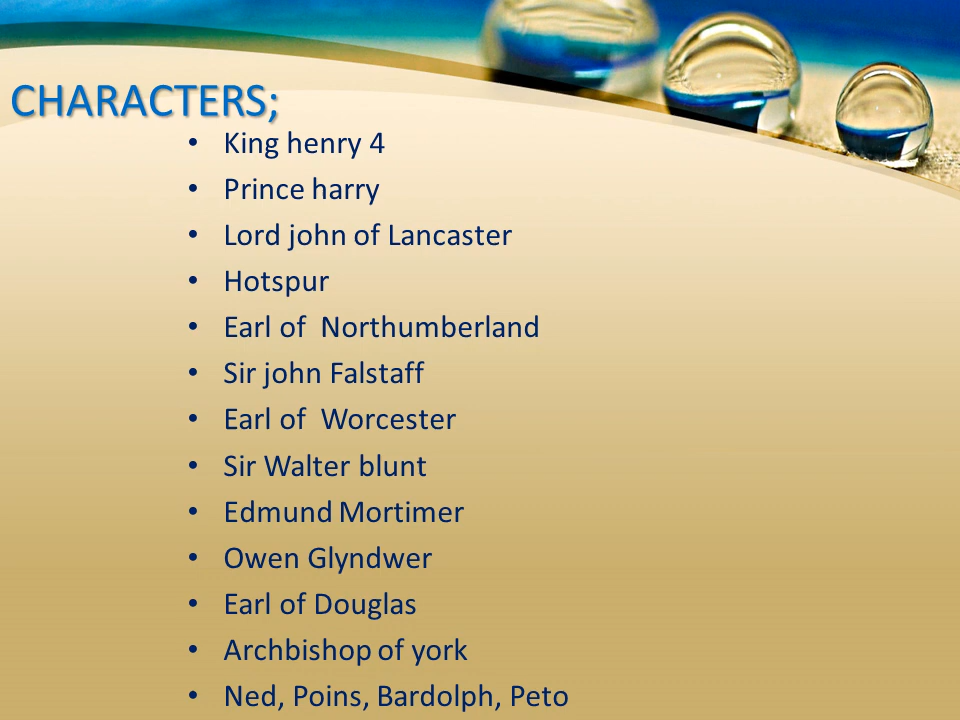 CHARACTERS;
• King henry 4
• Prince harry
• Lord john of Lancaster
• Hotspur
• Earl of  Northumberland
• Sir john Falstaff
• Earl of  Worcester
• Sir Walter blunt
• Edmund Mortimer
• Owen Glyndwer
• Earl of Douglas
• Archbishop of york
• Ned, Poins, Bardolph, Peto